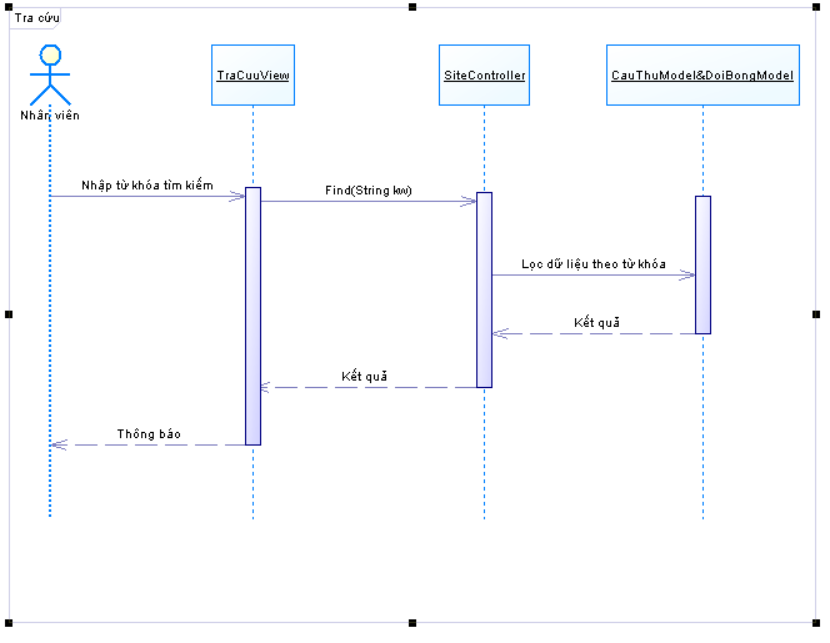 Tra cứu
TraCuuView
SiteController
CauThuModel&DoiBongModel
Nhân viên
Nhập từ khóa tìm kiếm
Find(String kw)
Lọc dữ liệu theo từ khóa
Kết quả
Kết quả
Thông báo